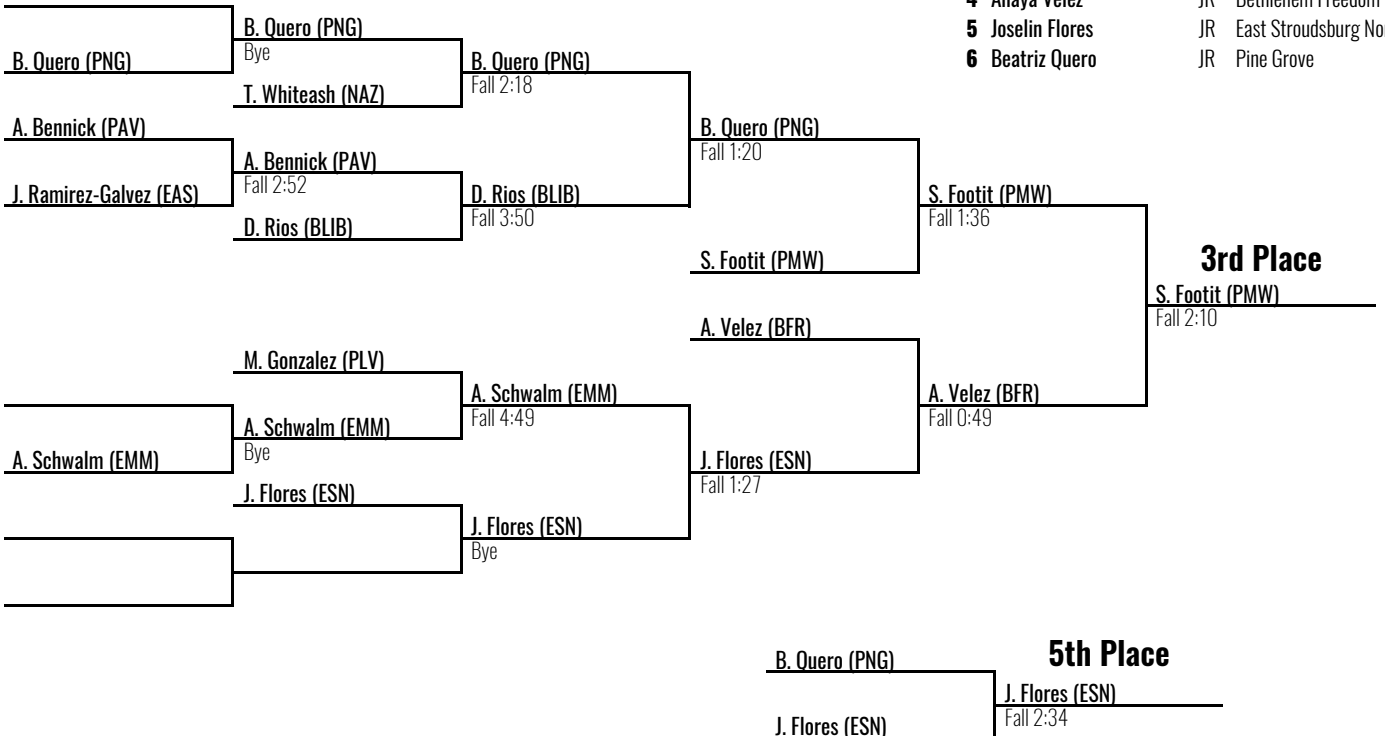 4 Anaya Velez JR Bethlehem Freedom
5 Joselin Flores JR East Stroudsburg No
6 Beatriz Quero JR Pine Grove
B. Quero (PNG)
A. Bennick (PAV)
J. Ramirez-Galvez (EAS)
A. Schwalm (EMM)
B. Quero (PNG)
Bye
T. Whiteash (NAZ)
A. Bennick (PAV)
Fall 2:52
D. Rios (BLIB)
M. Gonzalez (PLV)
A. Schwalm (EMM)
Bye
J. Flores (ESN)
B. Quero (PNG)
Fall 2:18
D. Rios (BLIB)
Fall 3:50
A. Schwalm (EMM)
Fall 4:49
J. Flores (ESN)
Bye
B. Quero (PNG)
Fall 1:20
S. Footit (PMW)
A. Velez (BFR)
J. Flores (ESN)
Fall 1:27
S. Footit (PMW)
Fall 1:36
A. Velez (BFR)
Fall 0:49
3rd Place
S. Footit (PMW)
Fall 2:10
5th Place
B. Quero (PNG)
J. Flores (ESN)
J. Flores (ESN)
Fall 2:34